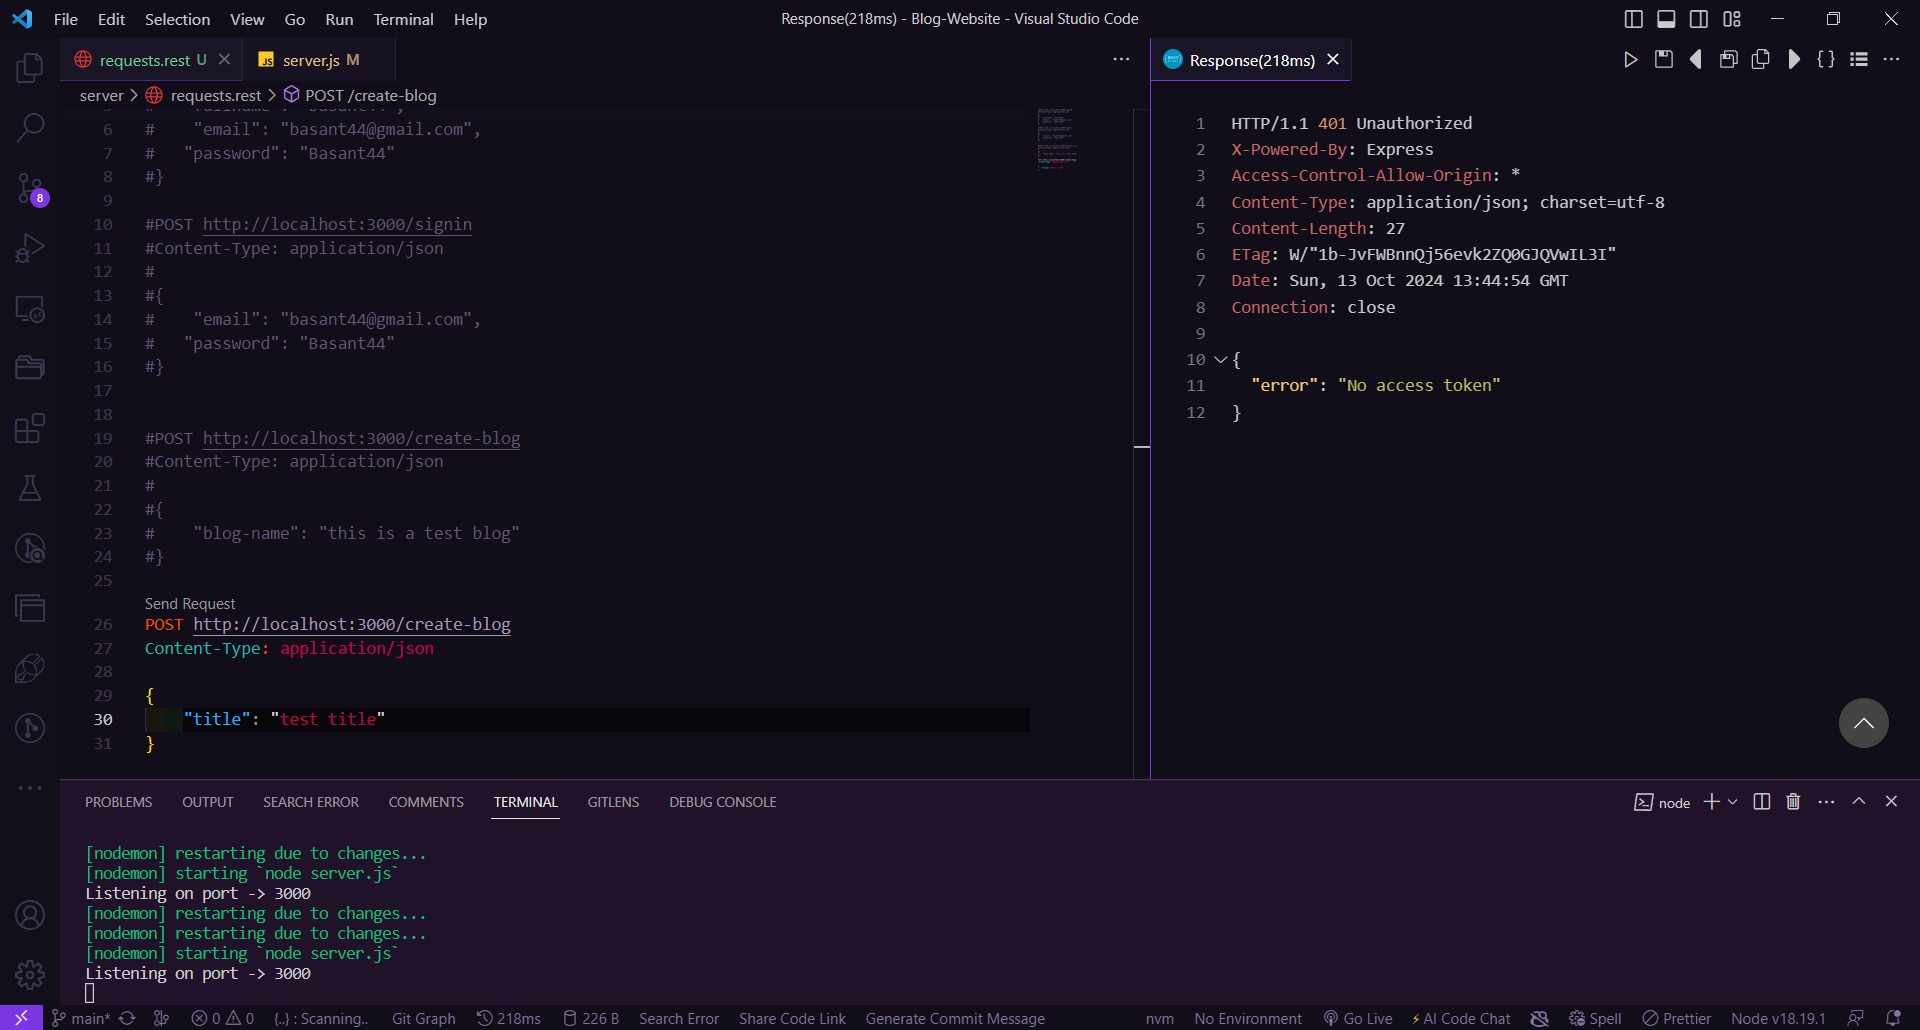 File Edit Selection View Go Run Terminal Help
Response(218ms) - Blog-Website - Visual Studio Code
requests.rest U
JS server.js M
server > requests.rest > POST /create-blog
6 #    "email": "basant44@gmail.com",
7 #   "password": "Basant44"
8 #}
9
10 #POST http://localhost:3000/signin
11 #Content-Type: application/json
12 #
13 #{
14 #    "email": "basant44@gmail.com",
15 #   "password": "Basant44"
16 #}
17
18
19 #POST http://localhost:3000/create-blog
20 #Content-Type: application/json
21 #
22 #{
23 #    "blog-name": "this is a test blog"
24 #}
25
Send Request
26 POST http://localhost:3000/create-blog
27 Content-Type: application/json
28
29 {
30     "title": "test title"
31 }
Response(218ms)
1 HTTP/1.1 401 Unauthorized
2 X-Powered-By: Express
3 Access-Control-Allow-Origin: *
4 Content-Type: application/json; charset=utf-8
5 Content-Length: 27
6 ETag: W/"1b-JvFWBnnQj56evk2ZQ0GJQVwIL3I"
7 Date: Sun, 13 Oct 2024 13:44:54 GMT
8 Connection: close
9
10 {
11   "error": "No access token"
12 }
8
PROBLEMS OUTPUT SEARCH ERROR COMMENTS TERMINAL GITLENS DEBUG CONSOLE
node
[nodemon] restarting due to changes...
[nodemon] starting `node server.js`
Listening on port -> 3000
[nodemon] restarting due to changes...
[nodemon] restarting due to changes...
[nodemon] starting `node server.js`
Listening on port -> 3000
main* 0 0 {..} : Scanning.. Git Graph 218ms 226 B Search Error Share Code Link Generate Commit Message nvm No Environment Go Live AI Code Chat Spell Prettier Node v18.19.1